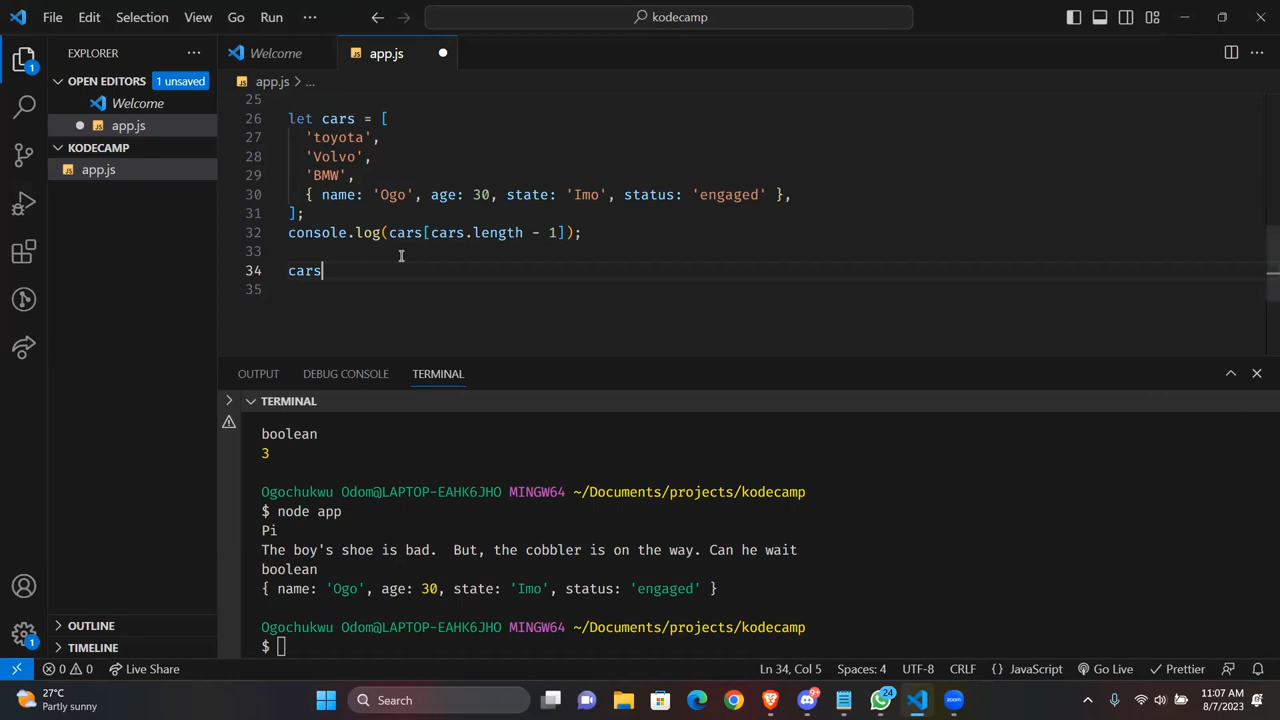 File Edit Selection View Go Run ··· kodecamp
EXPLORER ···
Welcome app.js
OPEN EDITORS 1 unsaved
Welcome
app.js
KODECAMP
app.js
OUTLINE
TIMELINE
app.js > ...
25
26 let cars = [
27 'toyota',
28 'Volvo',
29 'BMW',
30 { name: 'Ogo', age: 30, state: 'Imo', status: 'engaged' },
31 ];
32 console.log(cars[cars.length - 1]);
33
34 cars
35
OUTPUT DEBUG CONSOLE TERMINAL
TERMINAL
boolean
3
Ogochukwu Odom@LAPTOP-EAHK6JHO MINGW64 ~/Documents/projects/kodecamp
$ node app
Pi
The boy's shoe is bad.  But, the cobbler is on the way. Can he wait
boolean
{ name: 'Ogo', age: 30, state: 'Imo', status: 'engaged' }
Ogochukwu Odom@LAPTOP-EAHK6JHO MINGW64 ~/Documents/projects/kodecamp
$
1
1
0 0 Live Share Ln 34, Col 5 Spaces: 4 UTF-8 CRLF {} JavaScript Go Live Prettier
27°C
Partly sunny
Search
9+
24
zoom
11:07 AM
8/7/2023